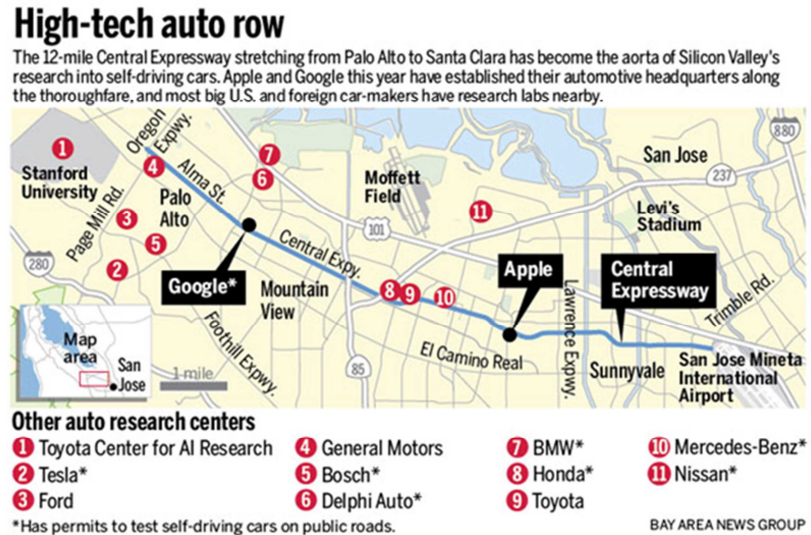 High-tech auto row
The 12-mile Central Expressway stretching from Palo Alto to Santa Clara has become the aorta of Silicon Valley's
research into self-driving cars. Apple and Google this year have established their automotive headquarters along
the thoroughfare, and most big U.S. and foreign car-makers have research labs nearby.
1
Stanford
University
Oregon
Expwy.
4
Alma St.
Palo
Alto
Page Mill Rd.
3
5
2
280
7
6
Google*
Moffett
Field
101
11
San Jose
880
237
Levi's
Stadium
Central Expy.
Mountain
View
8
9
10
Apple
Central
Expressway
Lawrence Expwy.
Trimble Rd.
Foothill Expwy.
85
El Camino Real
Sunnyvale
San Jose Mineta
International
Airport
Map
area
San
Jose
1 mile
Other auto research centers
1 Toyota Center for AI Research
2 Tesla*
3 Ford
4 General Motors
5 Bosch*
6 Delphi Auto*
7 BMW*
8 Honda*
9 Toyota
10 Mercedes-Benz*
11 Nissan*
*Has permits to test self-driving cars on public roads.
BAY AREA NEWS GROUP